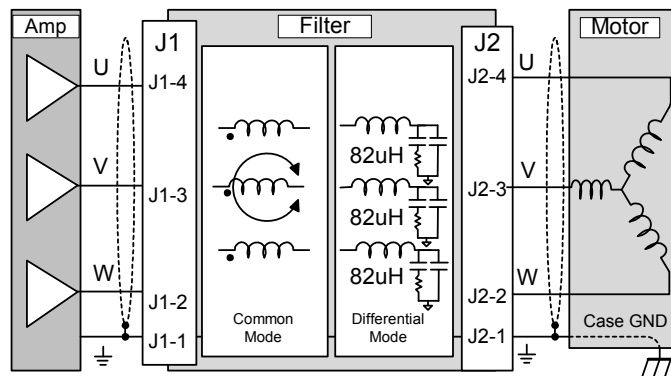 Amp
J1
Filter
J2
Motor
U
J1-4
J2-4
U
82uH
V
J1-3
J2-3
V
82uH
W
J1-2
82uH
J2-2
W
J1-1
Common
Mode
Differential
Mode
J2-1
Case GND